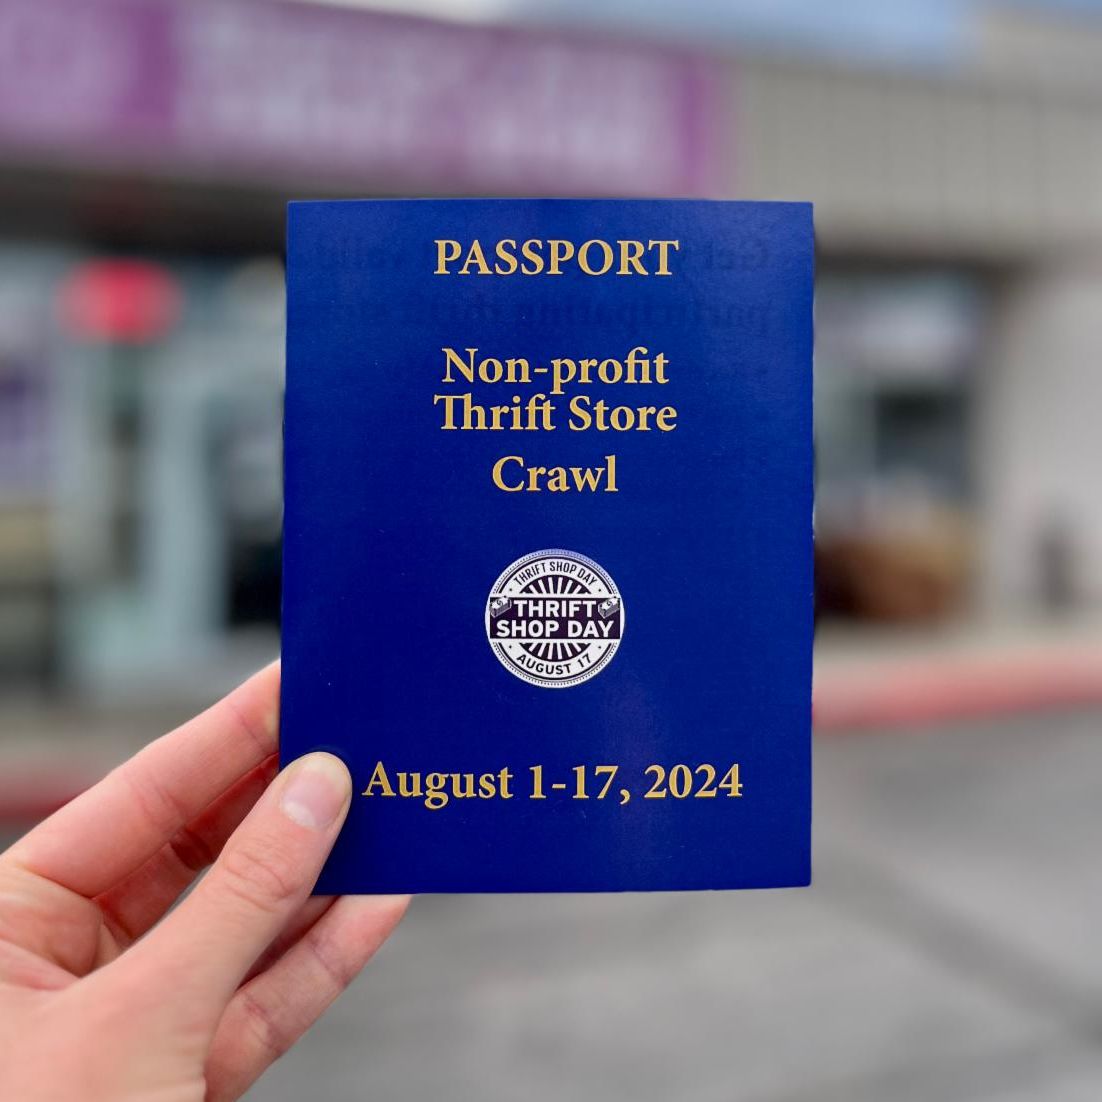 PASSPORT
Non-profit
Thrift Store
Crawl
THRIFT SHOP DAY
THRIFT
SHOP DAY
AUGUST 17
August 1-17, 2024